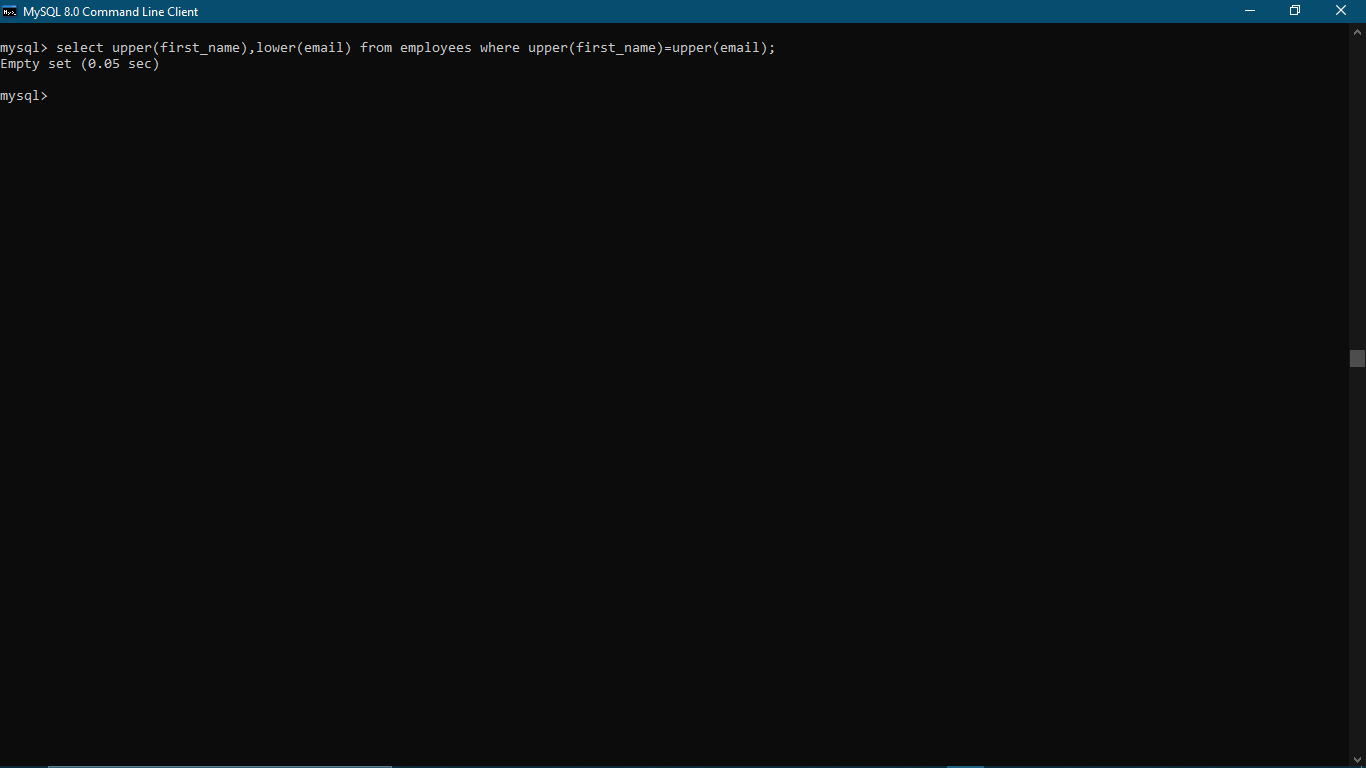 MySQL 8.0 Command Line Client
mysql> select upper(first_name),lower(email) from employees where upper(first_name)=upper(email);
Empty set (0.05 sec)
mysql>